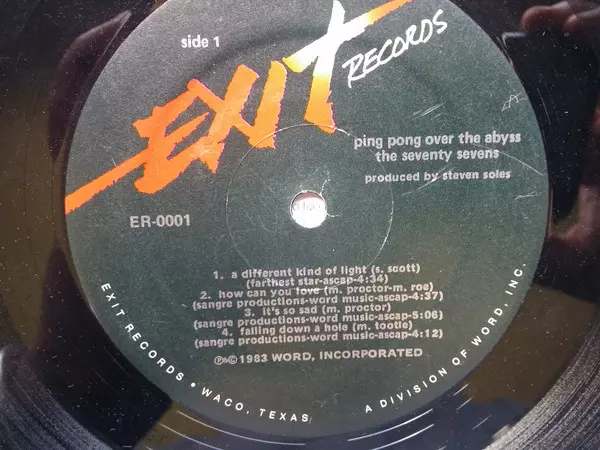 side 1
EXIT RECORDS
ping pong over the abyss
the seventy sevens
produced by steven soles
ER-0001
1. a different kind of light (s. scott)
(farthest star-ascap-4:34)
2. how can you love (m. proctor-m. roe)
(sangre productions-word music-ascap-4:37)
3. it's so sad (m. proctor)
(sangre productions-word music-ascap-5:06)
4. falling down a hole (m. tootle)
(sangre productions-word music-ascap-4:12)
℗©1983 WORD, INCORPORATED
EXIT RECORDS • WACO, TEXAS
A DIVISION OF WORD, INC.